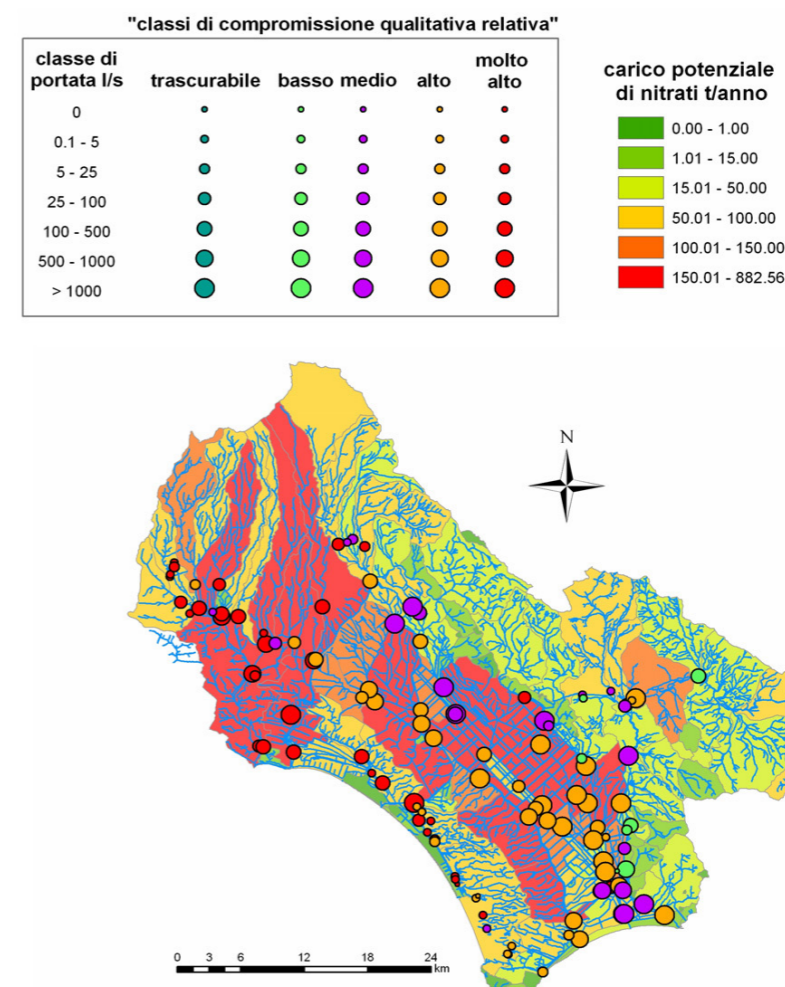 "classi di compromissione qualitativa relativa"
classe di portata l/s trascurabile basso medio alto molto alto
0
0.1 - 5
5 - 25
25 - 100
100 - 500
500 - 1000
> 1000
carico potenziale
di nitrati t/anno
0.00 - 1.00
1.01 - 15.00
15.01 - 50.00
50.01 - 100.00
100.01 - 150.00
150.01 - 882.56
N
0 3 6 12 18 24
km